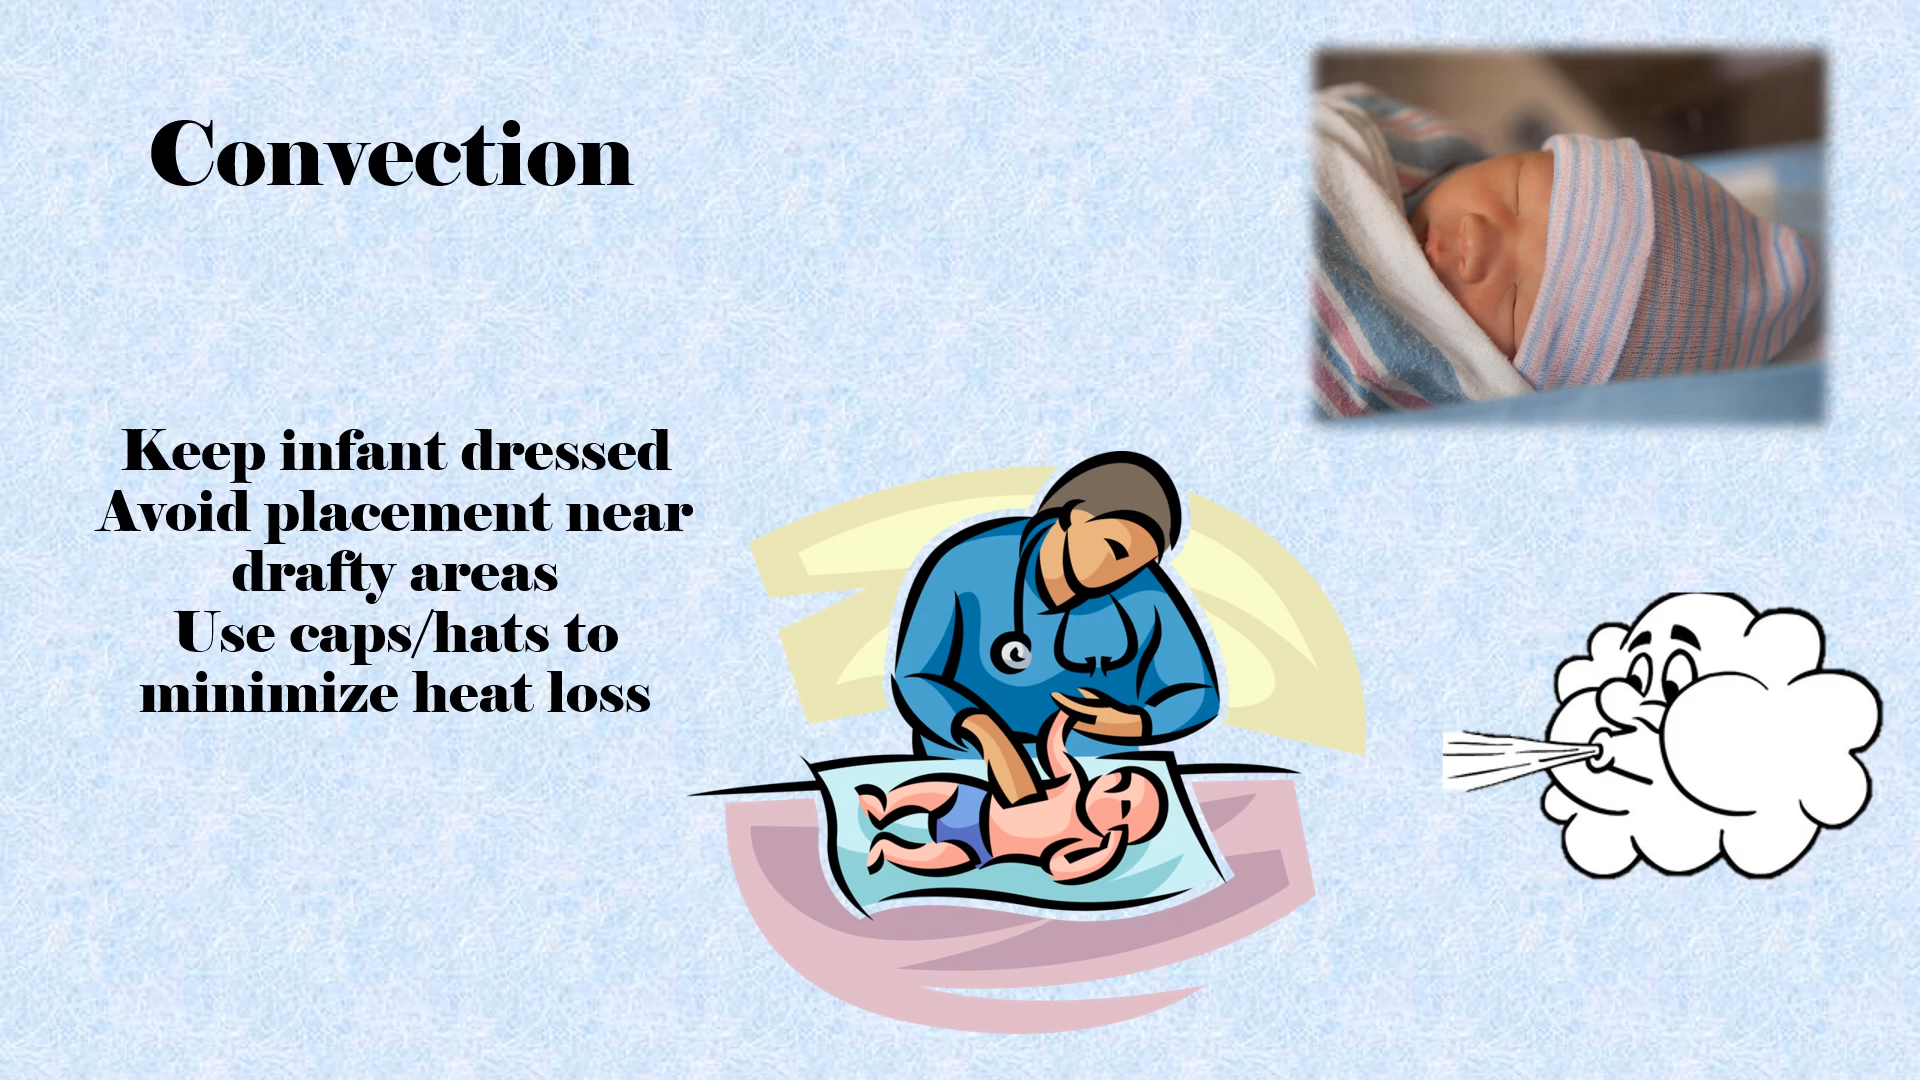 Convection
Keep infant dressed
Avoid placement near
drafty areas
Use caps/hats to
minimize heat loss